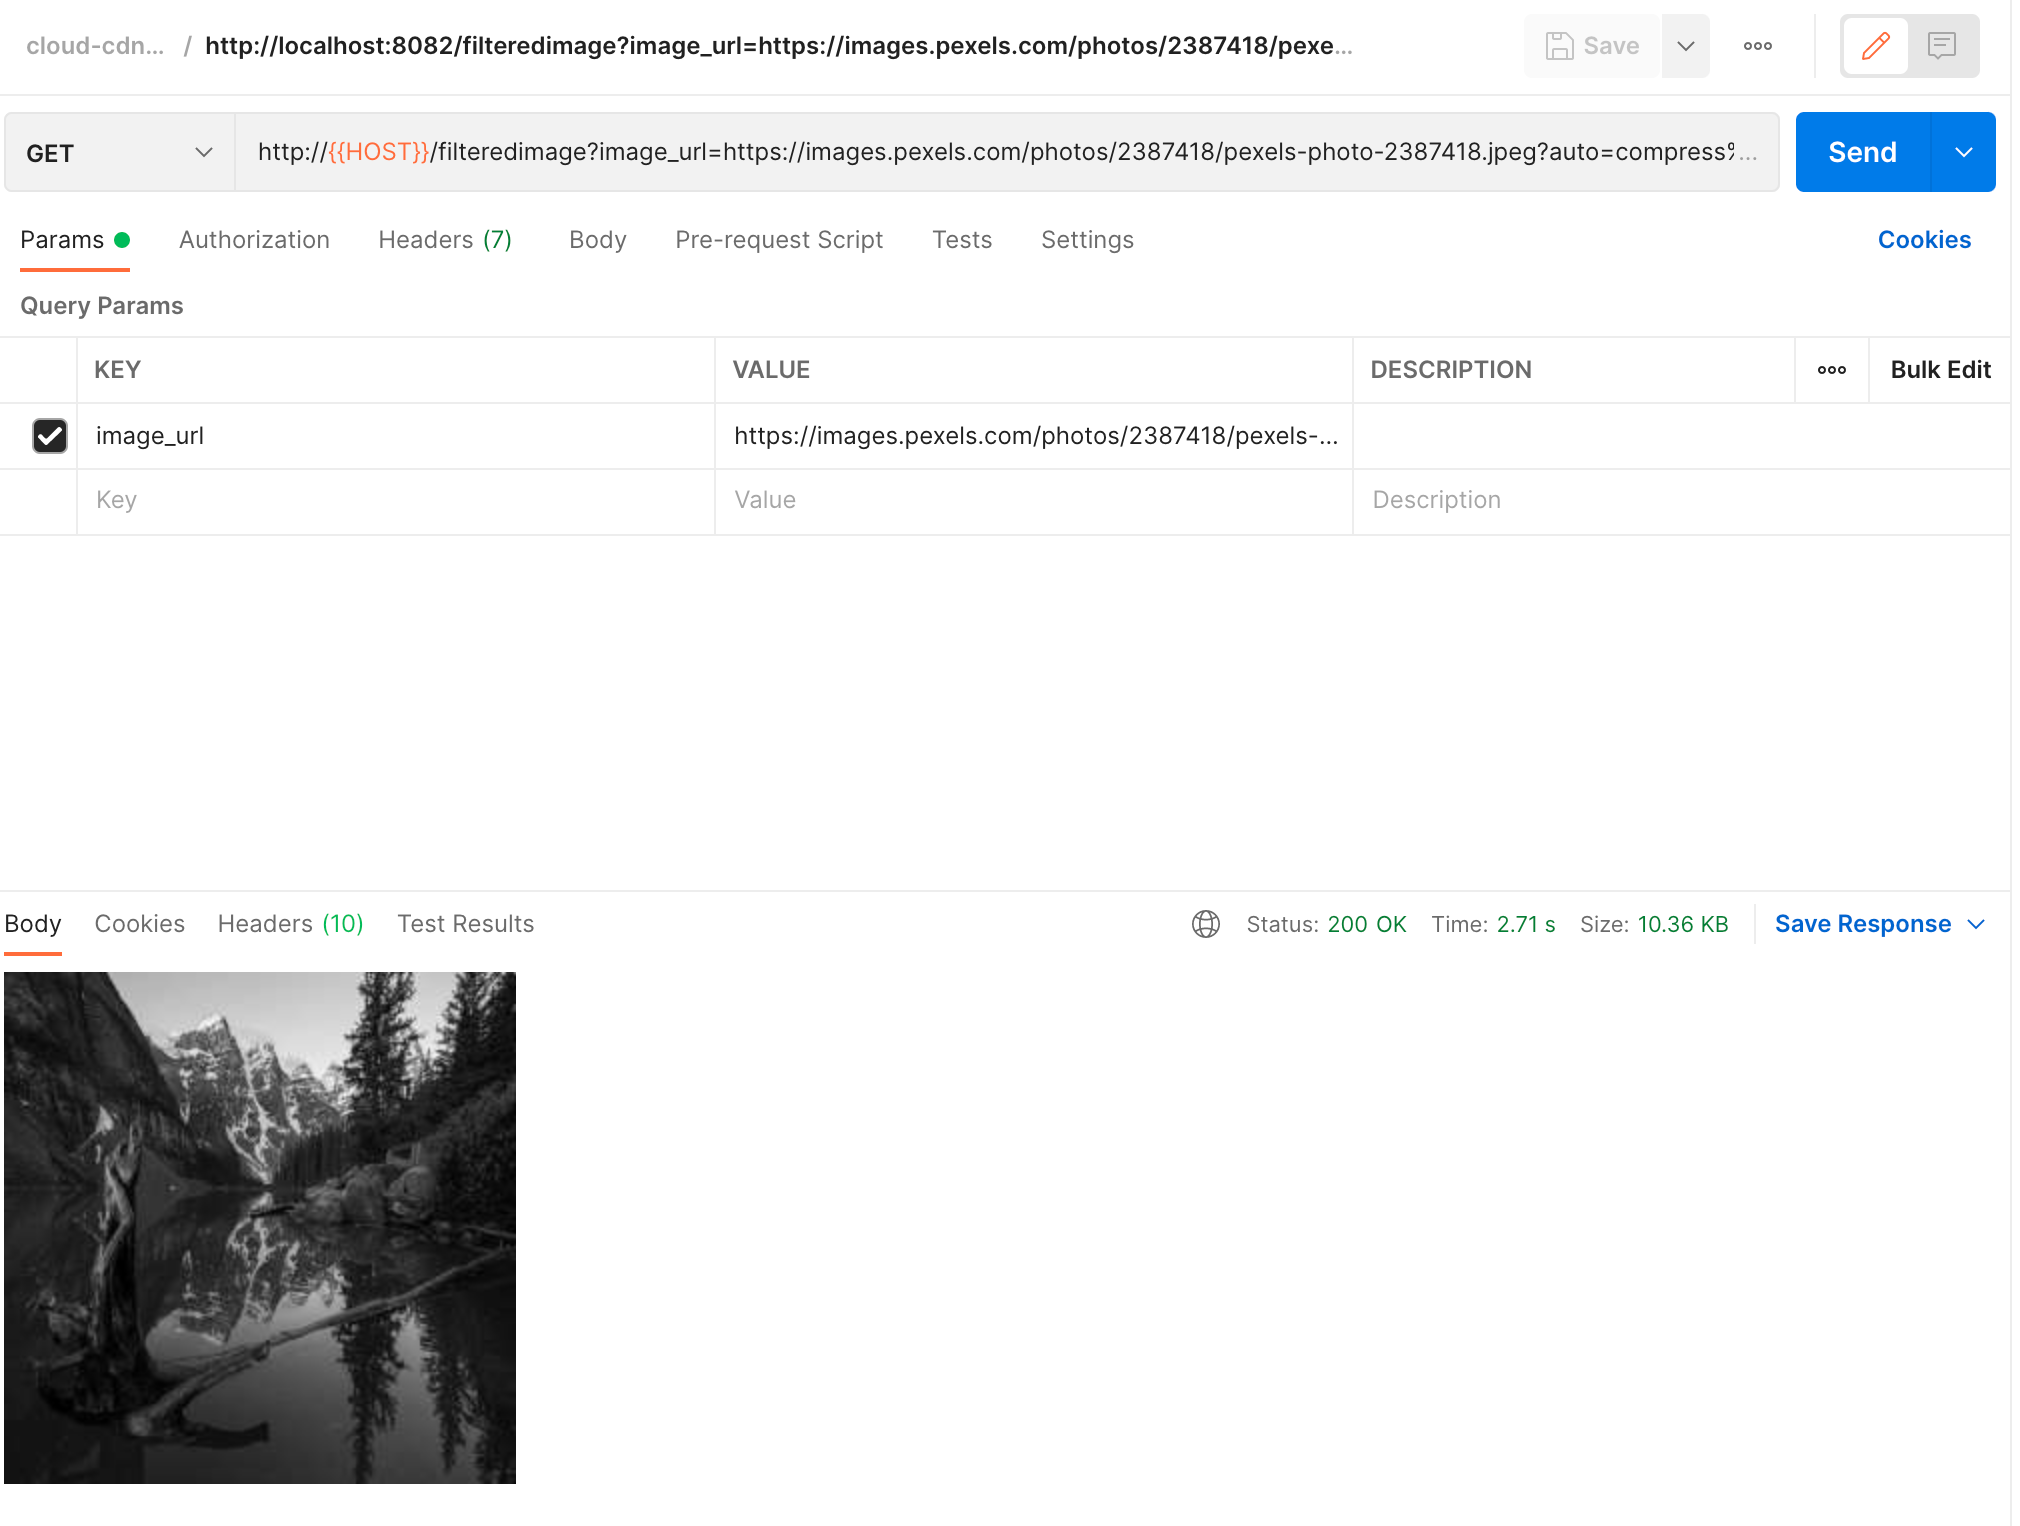 cloud-cdn... / http://localhost:8082/filteredimage?image_url=https://images.pexels.com/photos/2387418/pexe... Save
GET http://{{HOST}}/filteredimage?image_url=https://images.pexels.com/photos/2387418/pexels-photo-2387418.jpeg?auto=compress%... Send
Params Authorization Headers (7) Body Pre-request Script Tests Settings Cookies
Query Params
KEY VALUE DESCRIPTION Bulk Edit
image_url https://images.pexels.com/photos/2387418/pexels-...
Key Value Description
Body Cookies Headers (10) Test Results Status: 200 OK Time: 2.71 s Size: 10.36 KB Save Response